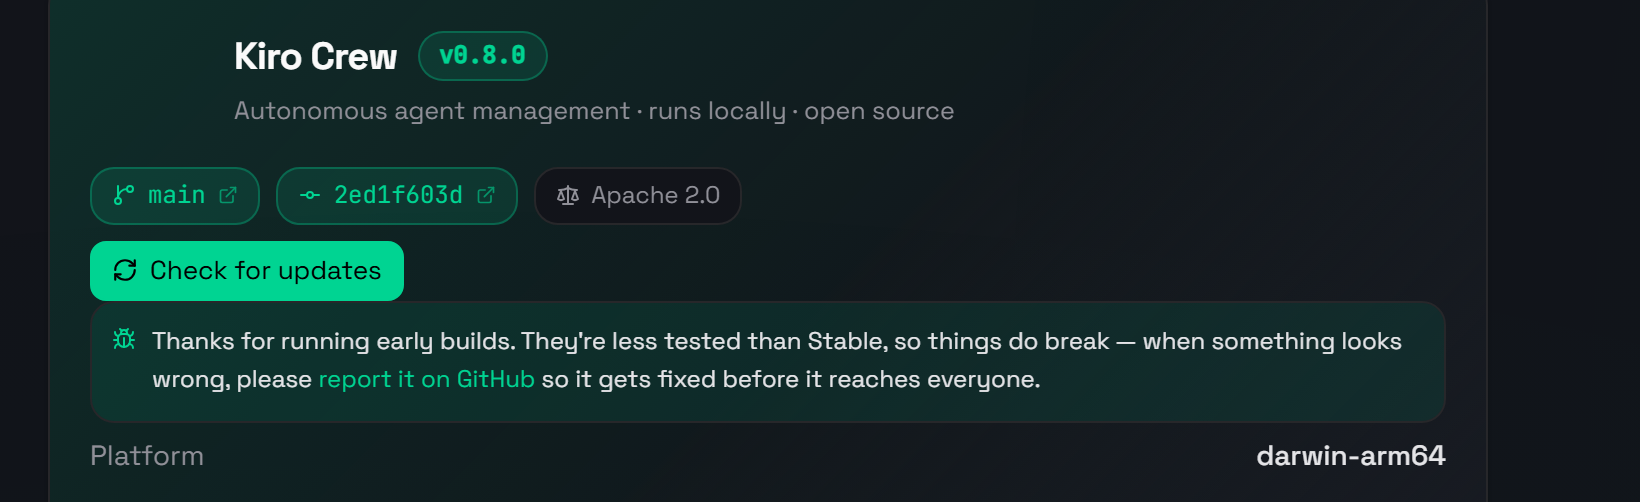 Kiro Crew v0.8.0
Autonomous agent management · runs locally · open source
main 2ed1f603d Apache 2.0
Check for updates
Thanks for running early builds. They're less tested than Stable, so things do break — when something looks
wrong, please report it on GitHub so it gets fixed before it reaches everyone.
Platform darwin-arm64